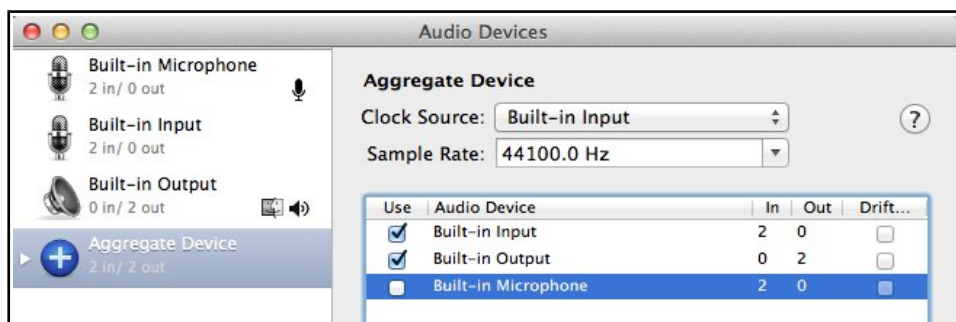 Audio Devices
Built-in Microphone
2 in/ 0 out
Built-in Input
2 in/ 0 out
Built-in Output
0 in/ 2 out
Aggregate Device
2 in/ 2 out
Aggregate Device
Clock Source: Built-in Input
?
Sample Rate: 44100.0 Hz
Use Audio Device In Out Drift...
Built-in Input 2 0
Built-in Output 0 2
Built-in Microphone 2 0